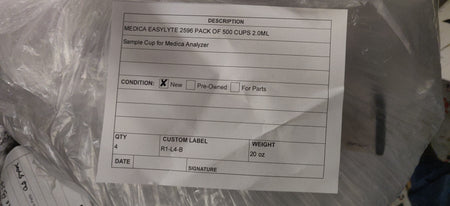 DESCRIPTION
MEDICA EASYLYTE 2596 PACK OF 500 CUPS 2.0ML
Sample Cup for Medica Analyzer
CONDITION: X New Pre-Owned For Parts
QTY CUSTOM LABEL WEIGHT
4 R1-L4-B 20 oz
DATE SIGNATURE